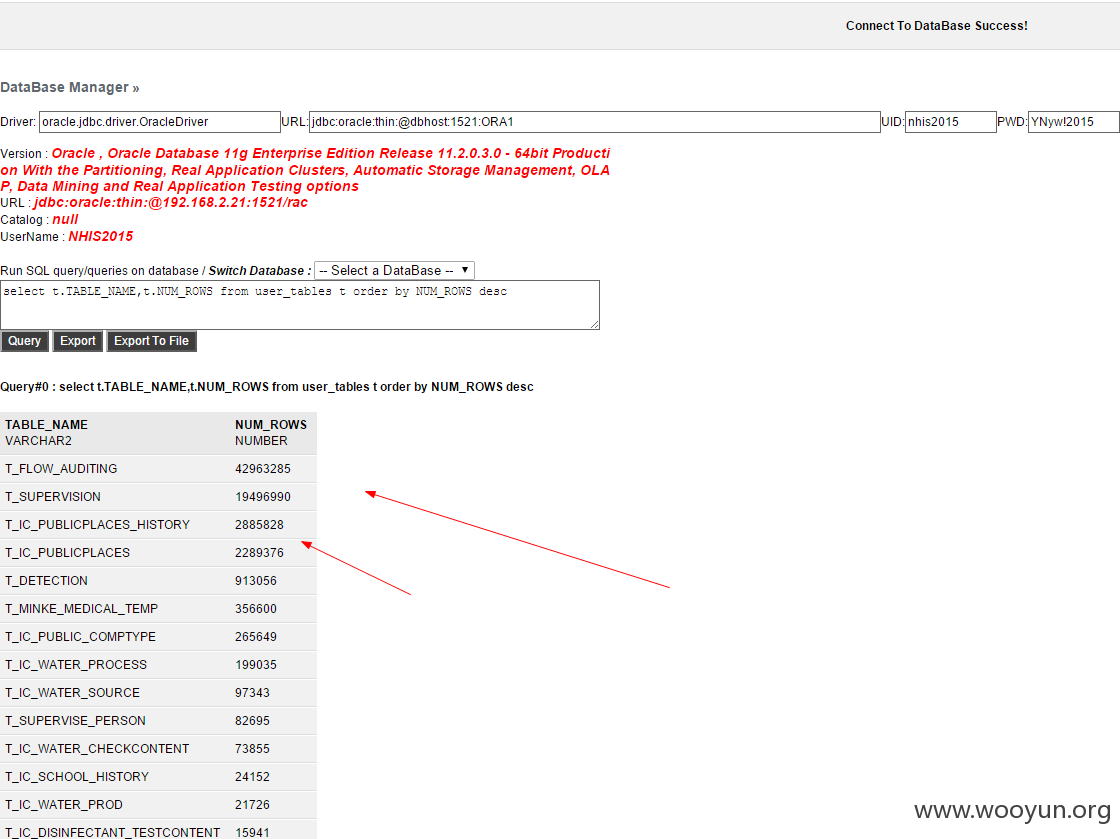 Connect To DataBase Success!
DataBase Manager »
Driver: oracle.jdbc.driver.OracleDriver URL: jdbc:oracle:thin:@dbhost:1521:ORA1 UID: nhis2015 PWD: YNyw!2015
Version : Oracle , Oracle Database 11g Enterprise Edition Release 11.2.0.3.0 - 64bit Producti
on With the Partitioning, Real Application Clusters, Automatic Storage Management, OLA
P, Data Mining and Real Application Testing options
URL : jdbc:oracle:thin:@192.168.2.21:1521/rac
Catalog : null
UserName : NHIS2015
Run SQL query/queries on database / Switch Database : -- Select a DataBase -- ▼
select t.TABLE_NAME,t.NUM_ROWS from user_tables t order by NUM_ROWS desc
Query Export Export To File
Query#0 : select t.TABLE_NAME,t.NUM_ROWS from user_tables t order by NUM_ROWS desc
TABLE_NAME NUM_ROWS
VARCHAR2 NUMBER
T_FLOW_AUDITING 42963285
T_SUPERVISION 19496990
T_IC_PUBLICPLACES_HISTORY 2885828
T_IC_PUBLICPLACES 2289376
T_DETECTION 913056
T_MINKE_MEDICAL_TEMP 356600
T_IC_PUBLIC_COMPTYPE 265649
T_IC_WATER_PROCESS 199035
T_IC_WATER_SOURCE 97343
T_SUPERVISE_PERSON 82695
T_IC_WATER_CHECKCONTENT 73855
T_IC_SCHOOL_HISTORY 24152
T_IC_WATER_PROD 21726
T_IC_DISINFECTANT_TESTCONTENT 15941
www.wooyun.org